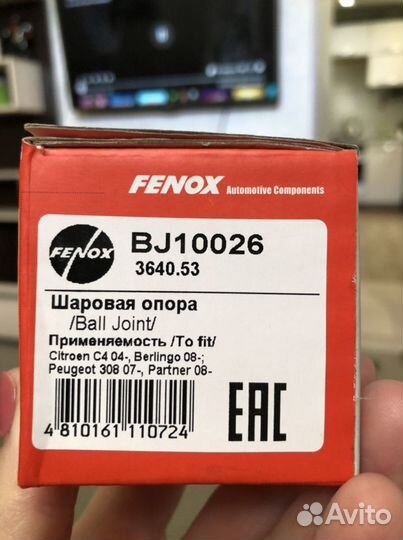 FENOX Automotive Components
FENOX
BJ10026
3640.53
Шаровая опора
/Ball Joint/
Применяемость /To fit/
Citroen C4 04-, Berlingo 08-;
Peugeot 308 07-, Partner 08-
4 810161 110724
EAC
Avito